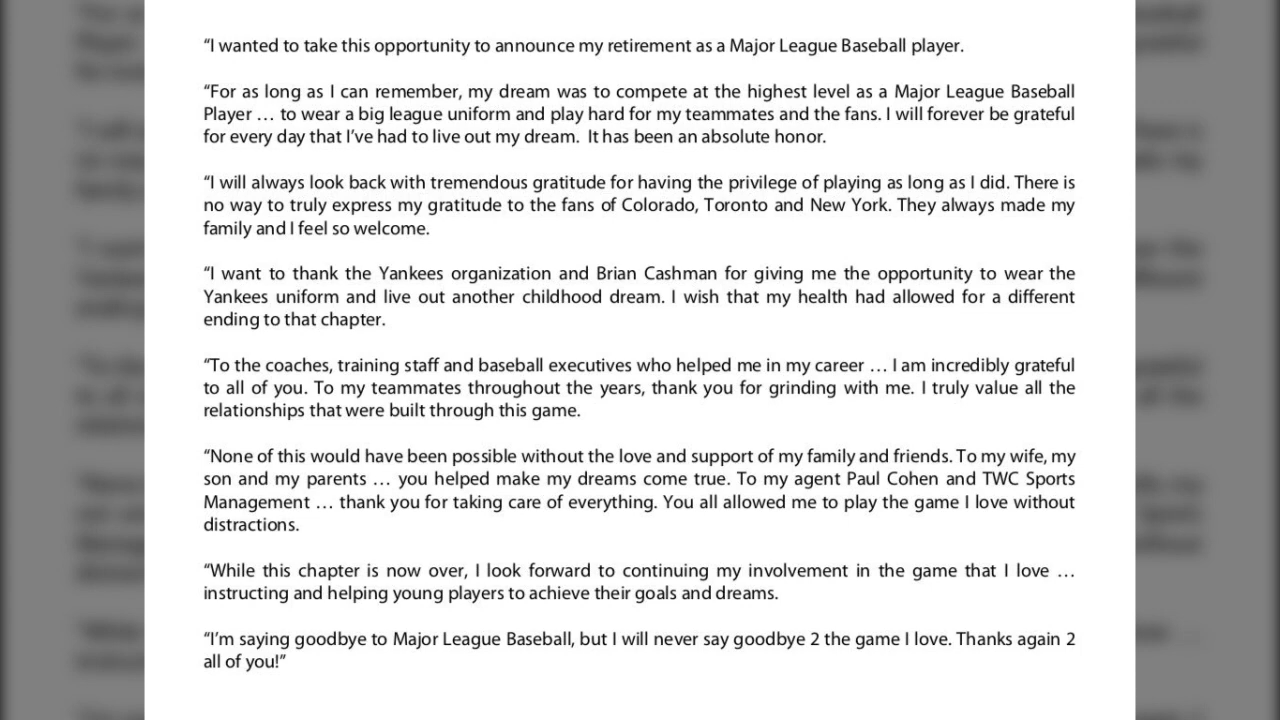 “I wanted to take this opportunity to announce my retirement as a Major League Baseball player.
“For as long as I can remember, my dream was to compete at the highest level as a Major League Baseball
Player … to wear a big league uniform and play hard for my teammates and the fans. I will forever be grateful
for every day that I’ve had to live out my dream.  It has been an absolute honor.
“I will always look back with tremendous gratitude for having the privilege of playing as long as I did. There is
no way to truly express my gratitude to the fans of Colorado, Toronto and New York. They always made my
family and I feel so welcome.
“I want to thank the Yankees organization and Brian Cashman for giving me the opportunity to wear the
Yankees uniform and live out another childhood dream. I wish that my health had allowed for a different
ending to that chapter.
“To the coaches, training staff and baseball executives who helped me in my career … I am incredibly grateful
to all of you. To my teammates throughout the years, thank you for grinding with me. I truly value all the
relationships that were built through this game.
“None of this would have been possible without the love and support of my family and friends. To my wife, my
son and my parents … you helped make my dreams come true. To my agent Paul Cohen and TWC Sports
Management … thank you for taking care of everything. You all allowed me to play the game I love without
distractions.
“While this chapter is now over, I look forward to continuing my involvement in the game that I love …
instructing and helping young players to achieve their goals and dreams.
“I’m saying goodbye to Major League Baseball, but I will never say goodbye 2 the game I love. Thanks again 2
all of you!”